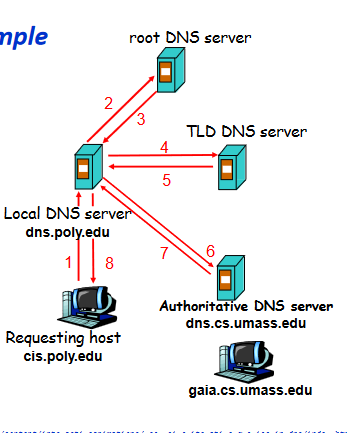 mple
root DNS server
2
3
TLD DNS server
4
5
Local DNS server
dns.poly.edu
6
7
1
8
Authoritative DNS server
dns.cs.umass.edu
Requesting host
cis.poly.edu
gaia.cs.umass.edu